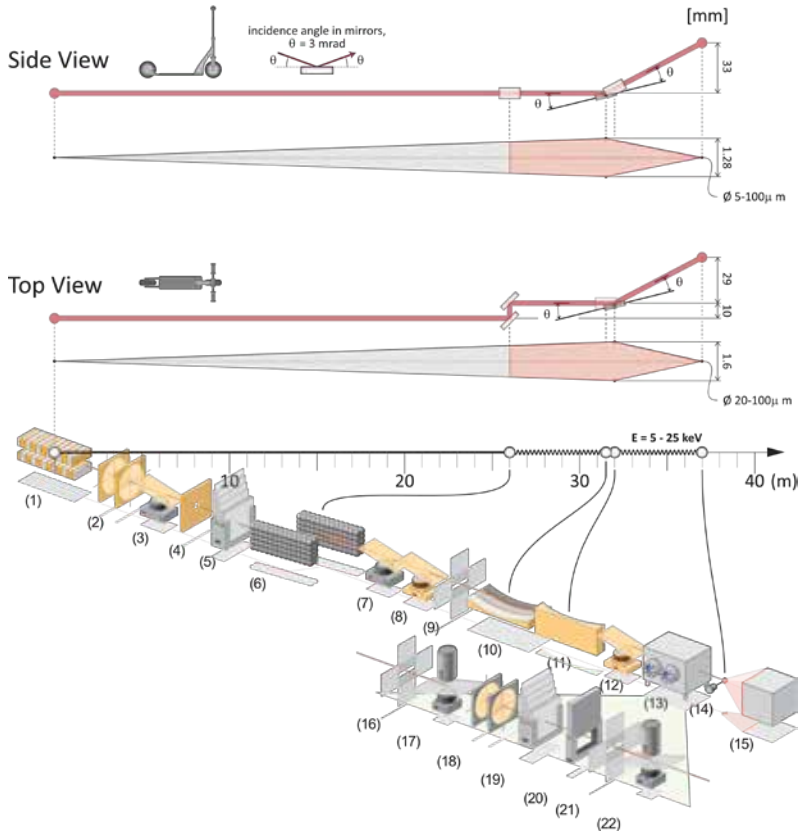 [mm]
incidence angle in mirrors,
θ = 3 mrad
θ θ
Side View
33
θ
θ
1.28
Ø 5-100µ m
Top View
29
θ
θ
10
1.6
Ø 20-100µ m
E = 5 - 25 keV
10 20 30 40 (m)
(1)
(2)
(3)
(4)
(5)
(6)
(7)
(8)
(9)
(10)
(11)
(12)
(13)
(14)
(15)
(16)
(17)
(18)
(19)
(20)
(21)
(22)